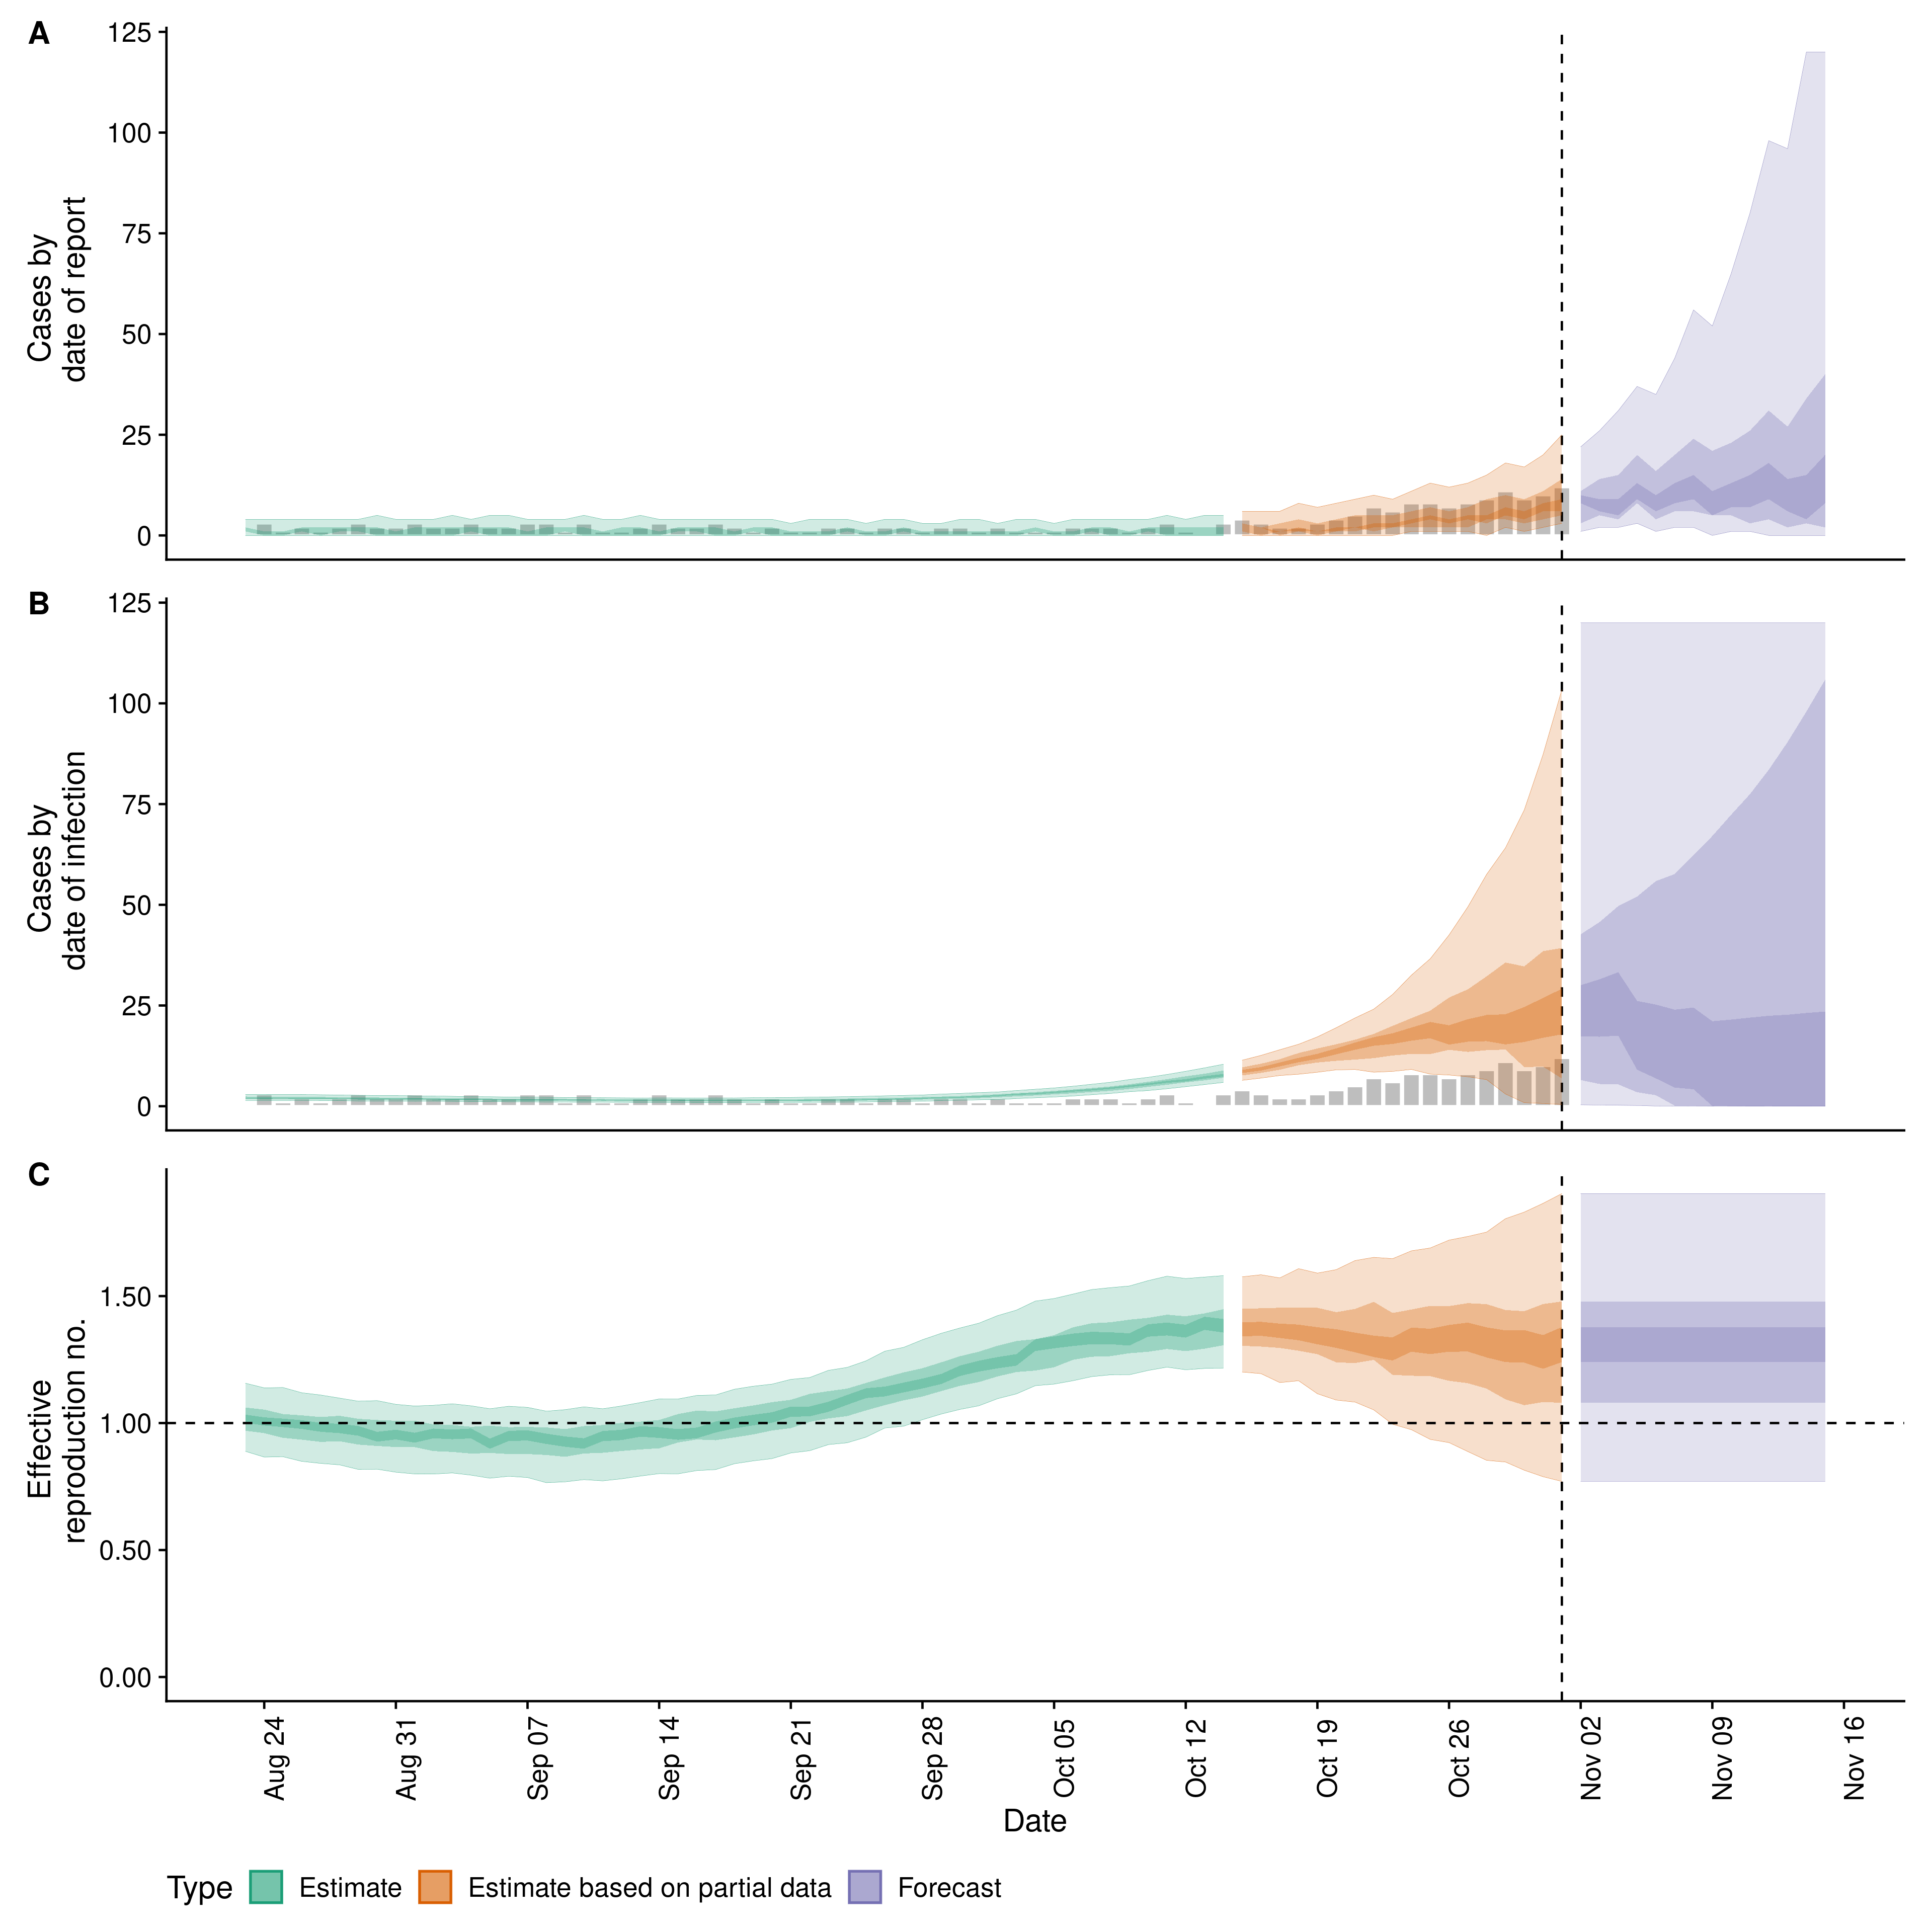 A
125
100
75
50
25
0
Cases by
date of report
B
125
100
75
50
25
0
Cases by
date of infection
C
1.50
1.00
0.50
0.00
Effective
reproduction no.
Aug 24
Aug 31
Sep 07
Sep 14
Sep 21
Sep 28
Oct 05
Oct 12
Oct 19
Oct 26
Nov 02
Nov 09
Nov 16
Date
Type Estimate Estimate based on partial data Forecast